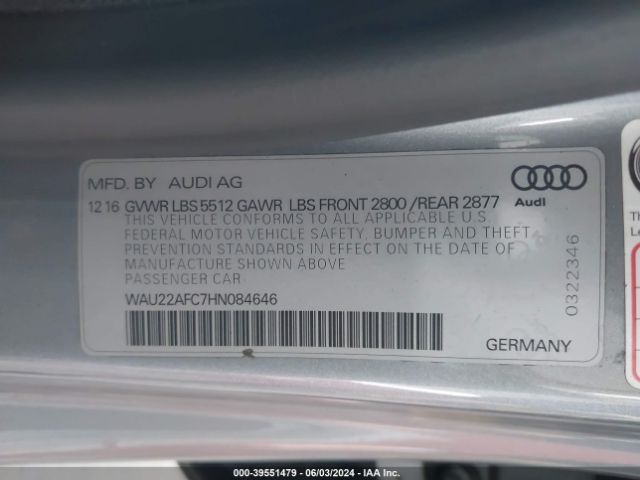 MFD. BY AUDI AG
12 16 GVWR LBS 5512 GAWR LBS FRONT 2800 / REAR 2877
THIS VEHICLE CONFORMS TO ALL APPLICABLE U.S.
FEDERAL MOTOR VEHICLE SAFETY, BUMPER, AND THEFT
PREVENTION STANDARDS IN EFFECT ON THE DATE OF
MANUFACTURE SHOWN ABOVE
PASSENGER CAR
WAU22AFC7HN084646
Audi
0322346
GERMANY
000-39551479 - 06/03/2024 - IAA Inc.